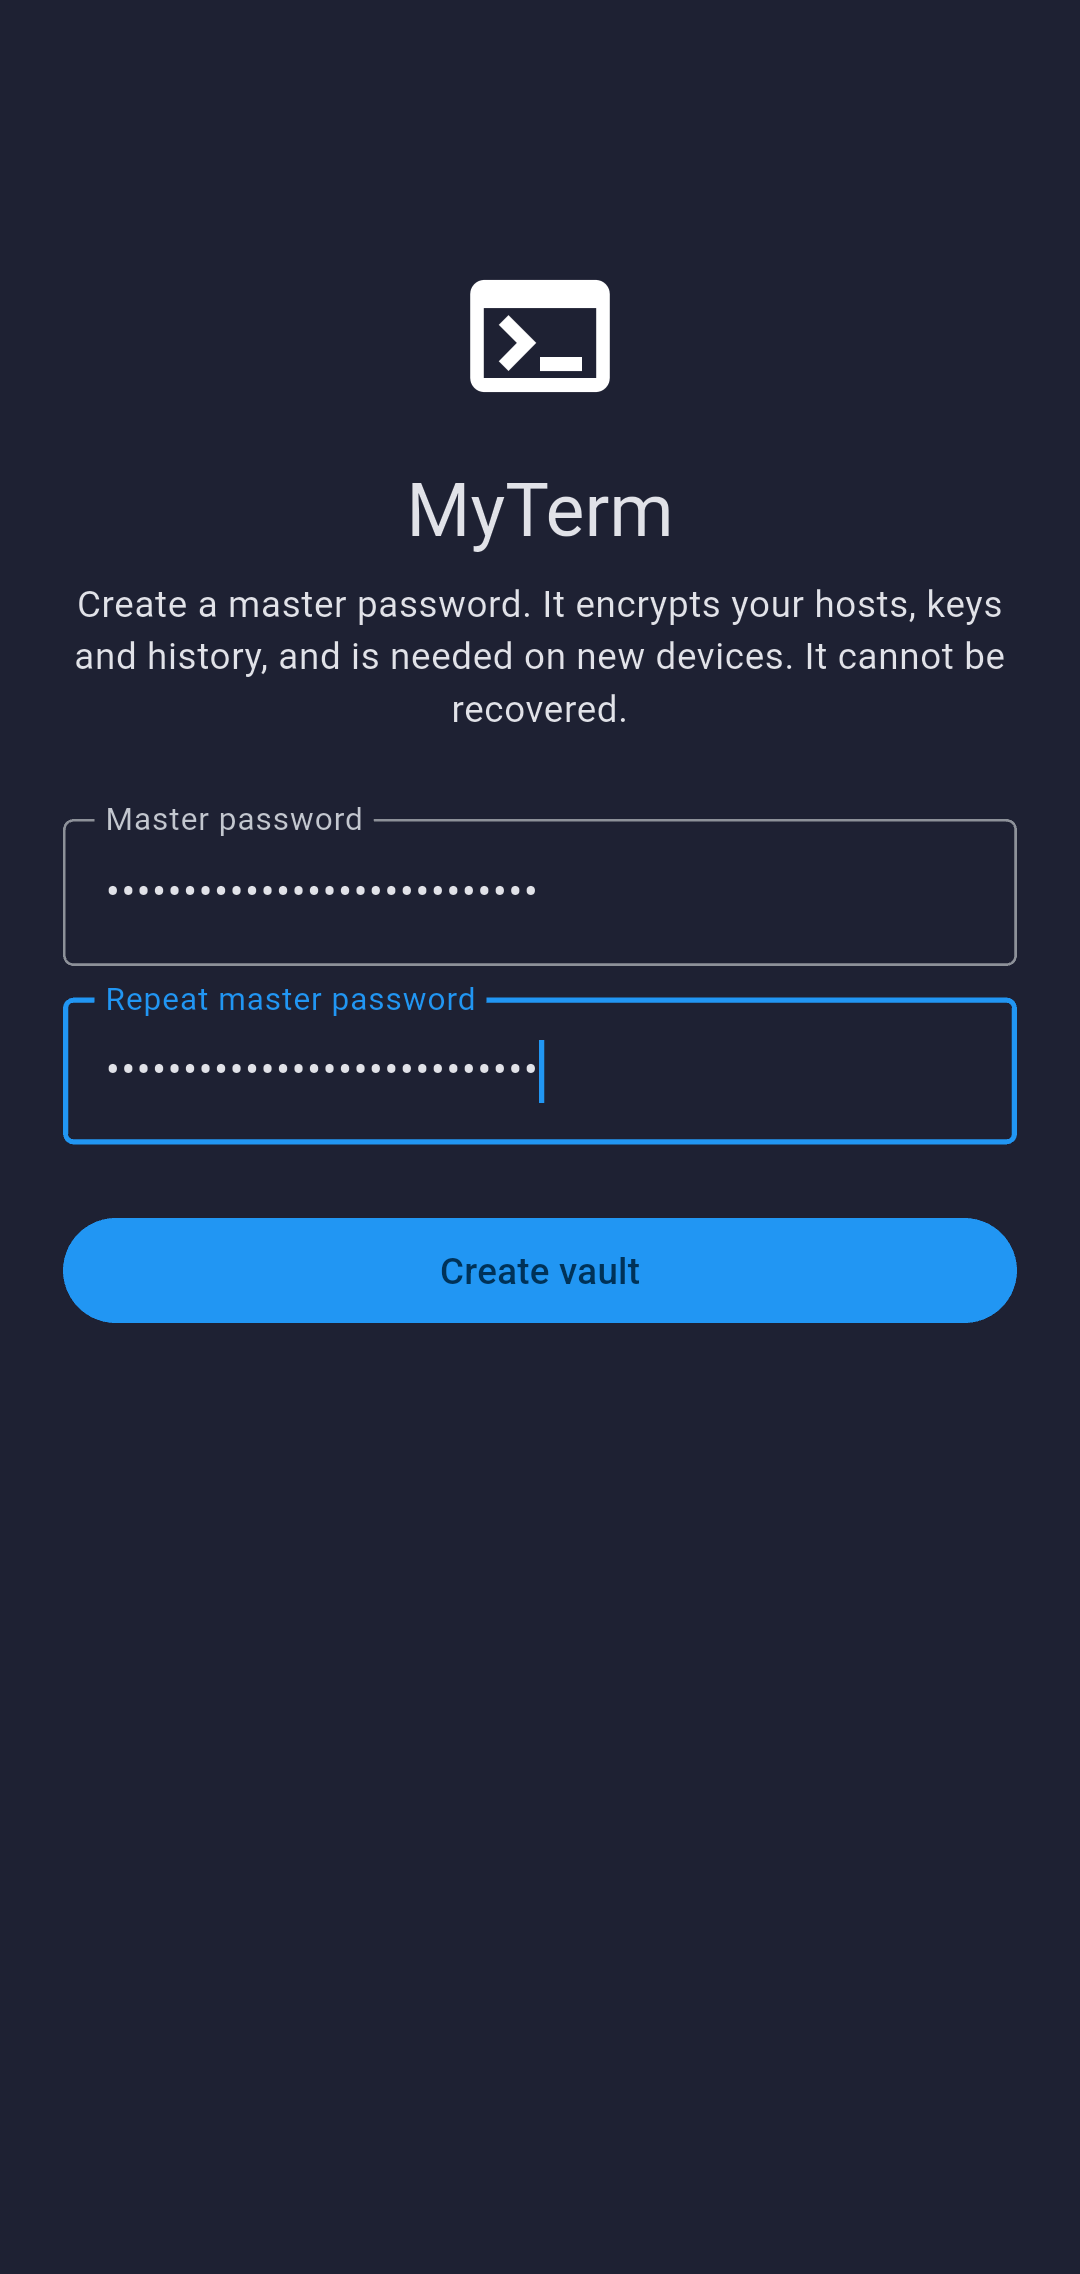 MyTerm
Create a master password. It encrypts your hosts, keys
and history, and is needed on new devices. It cannot be
recovered.
Master password
••••••••••••••••••••••••••••
Repeat master password
••••••••••••••••••••••••••••
Create vault